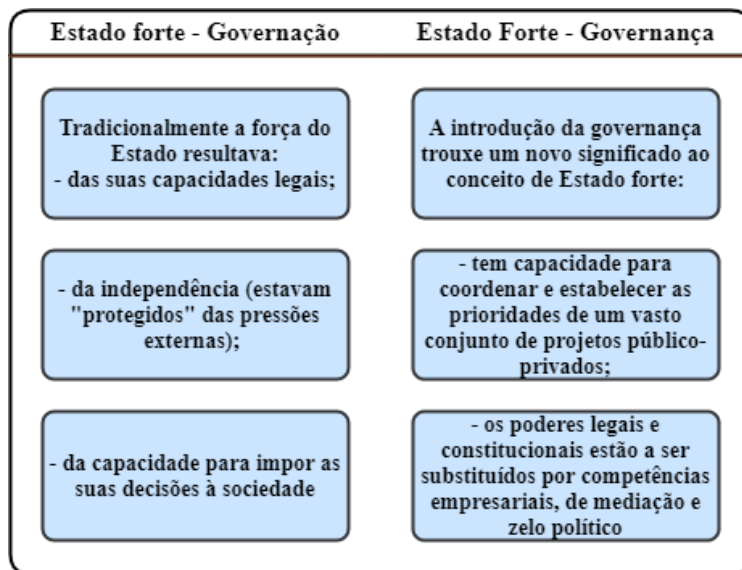 Estado forte - Governação
Estado Forte - Governança
Tradicionalmente a força do
Estado resultava:
- das suas capacidades legais;
A introdução da governança
trouxe um novo significado ao
conceito de Estado forte:
- da independência (estavam
"protegidos" das pressões
externas);
- tem capacidade para
coordenar e estabelecer as
prioridades de um vasto
conjunto de projetos público-
privados;
- da capacidade para impor as
suas decisões à sociedade
- os poderes legais e
constitucionais estão a ser
substituídos por competências
empresariais, de mediação e
zelo político